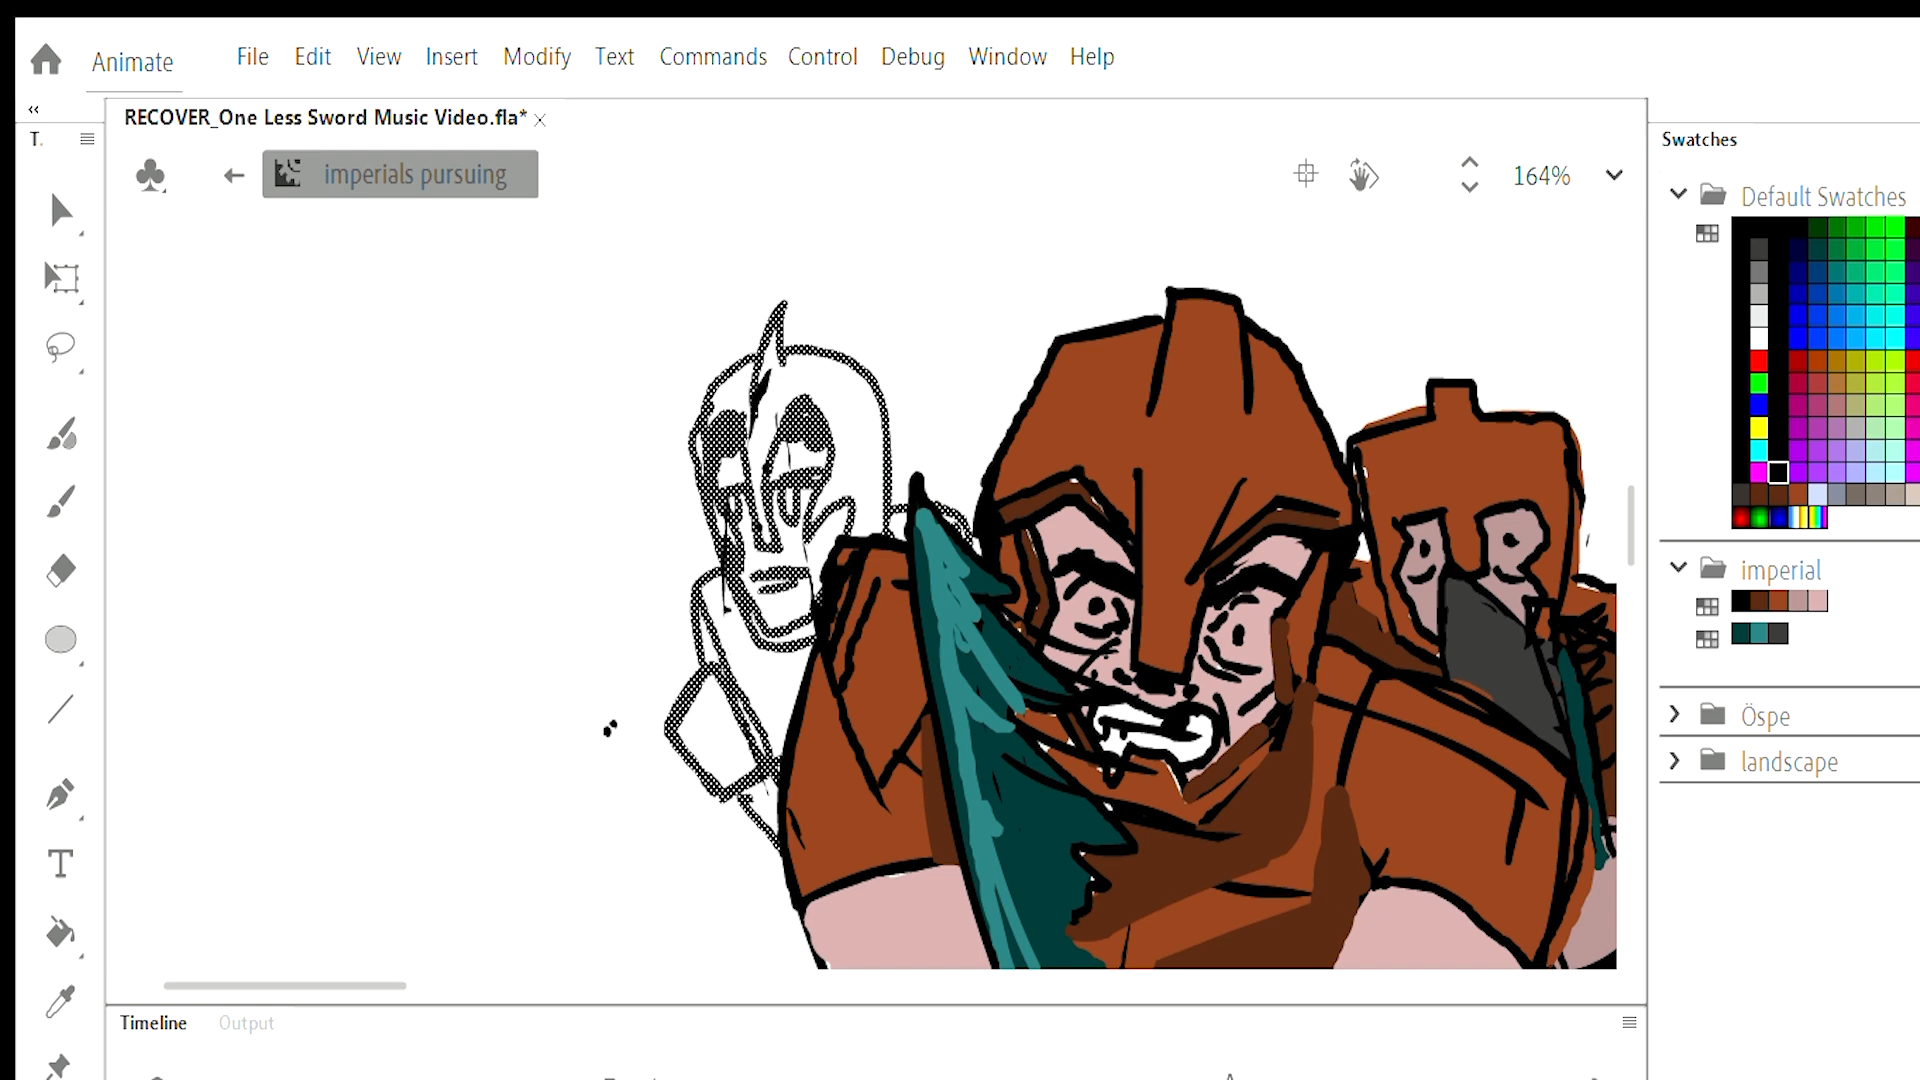 Animate File Edit View Insert Modify Text Commands Control Debug Window Help
RECOVER_One Less Sword Music Video.fla*
T.
Swatches
imperials pursuing
164%
Default Swatches
imperial
Öspe
landscape
Timeline Output